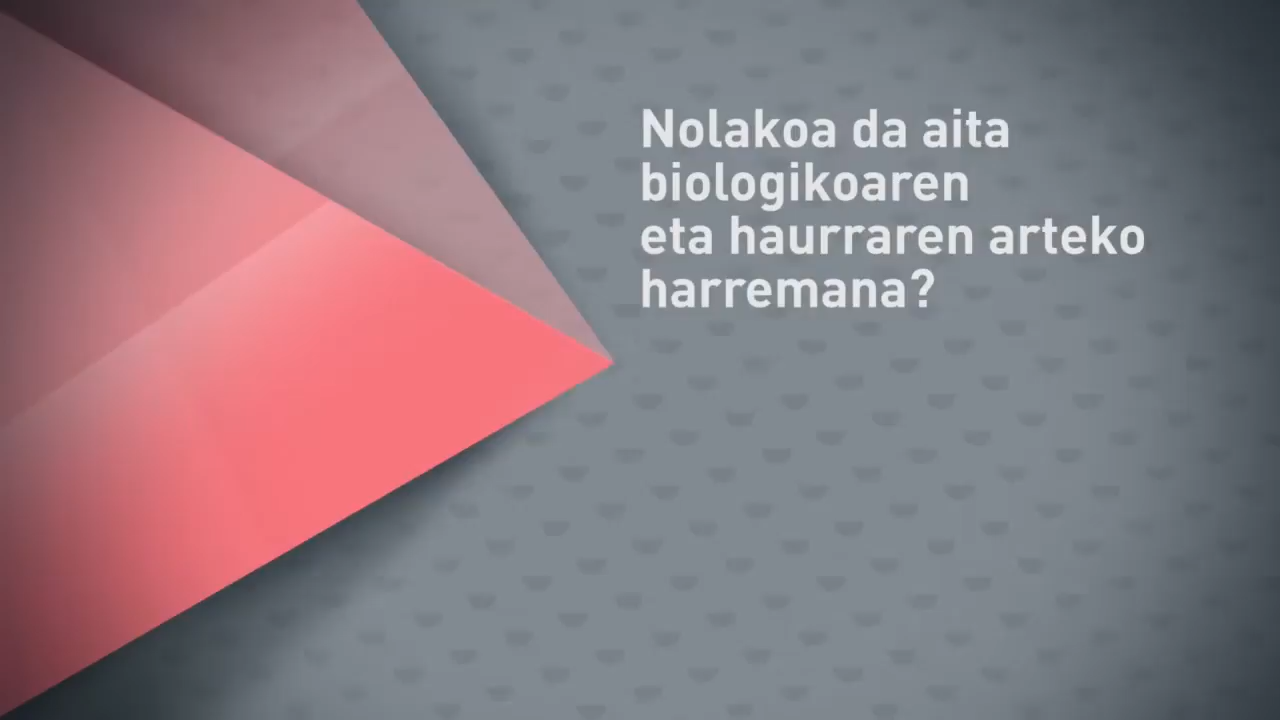 Nolakoa da aita
biologikoaren
eta haurraren arteko
harremana?